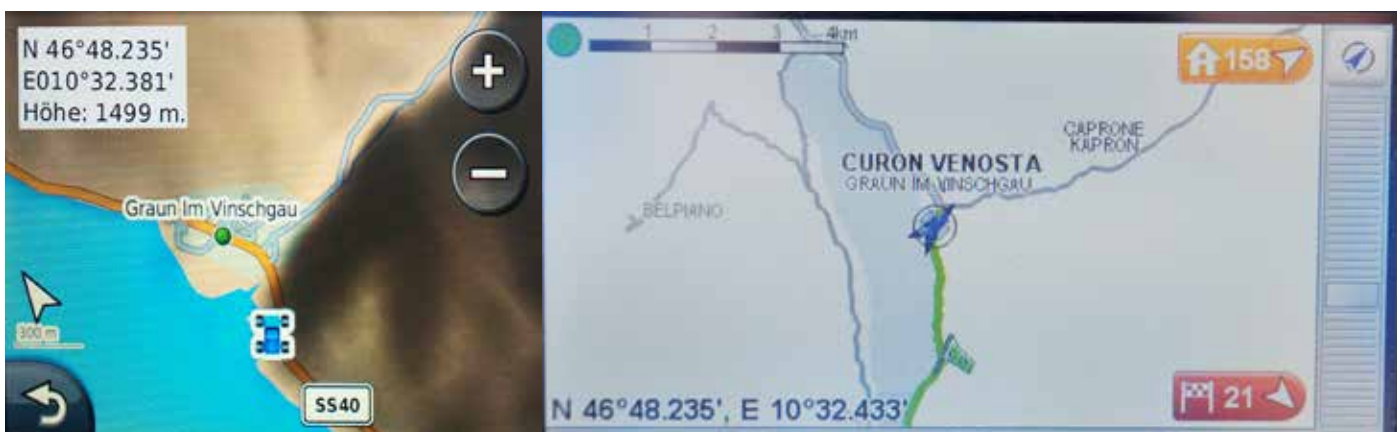 N 46°48.235'
E010°32.381'
Höhe: 1499 m.
Graun Im Vinschgau
300 m
SS40
1 2 3 4km
158
CAPRONE
KAPRON
CURON VENOSTA
GRAUN IM VINSCHGAU
BELPIANO
N 46°48.235', E 10°32.433'
21